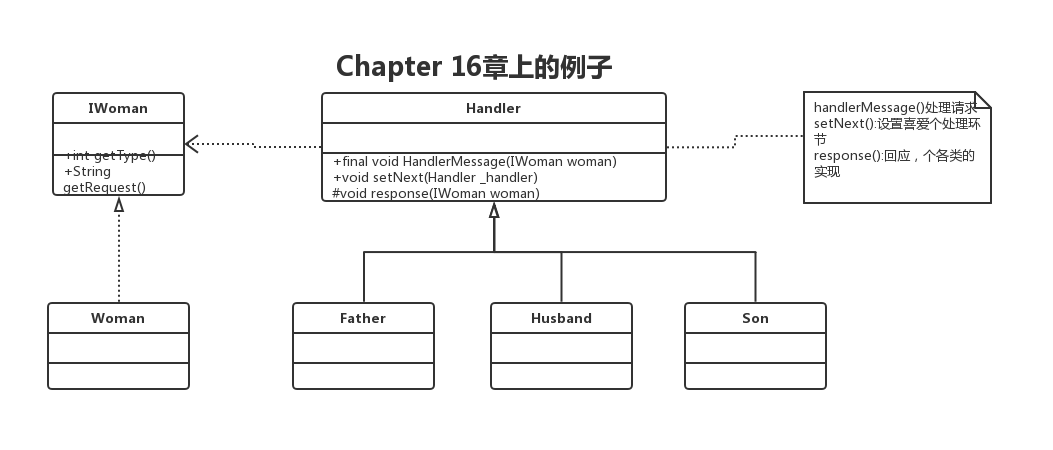 Chapter 16章上的例子
IWoman
+int getType()
+String
getRequest()
Handler
+final void HandlerMessage(IWoman woman)
+void setNext(Handler _handler)
#void response(IWoman woman)
handlerMessage()处理请求
setNext():设置喜爱个处理环
节
response():回应，个各类的
实现
Woman
Father
Husband
Son